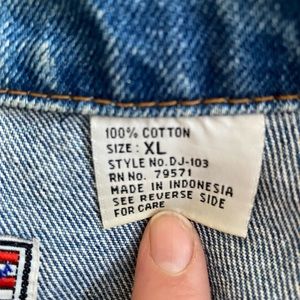 100% COTTON
SIZE: XL
STYLE NO. DJ-103
RN NO. 79571
MADE IN INDONESIA
SEE REVERSE SIDE
FOR CARE